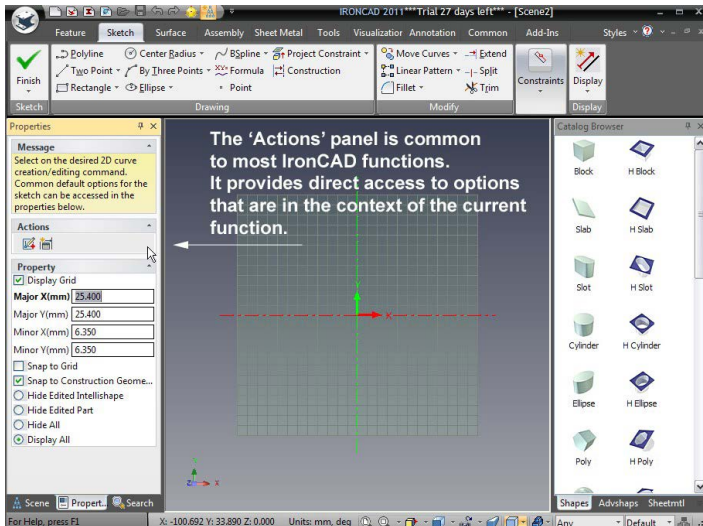 IRONCAD 2011***Trial 27 days left*** - [Scene2]
Feature Sketch Surface Assembly Sheet Metal Tools Visualization Annotation Common Add-Ins Styles
Finish
Polyline Center Radius BSpline Project Constraint
Two Point By Three Points Formula Construction
Rectangle Ellipse Point
Move Curves Extend
Linear Pattern Split
Fillet Trim
Constraints
Display
Sketch Drawing Modify Display
Properties
Message
Select on the desired 2D curve
creation/editing command.
Common default options for the
sketch can be accessed in the
properties below.
Actions
Property
Display Grid
Major X(mm) 25.400
Major Y(mm) 25.400
Minor X(mm) 6.350
Minor Y(mm) 6.350
Snap to Grid
Snap to Construction Geome...
Hide Edited Intellishape
Hide Edited Part
Hide All
Display All
Scene Propert.. Search
The 'Actions' panel is common
to most IronCAD functions.
It provides direct access to options
that are in the context of the current
function.
Y
X
Z X
Catalog Browser
Block H Block
Slab H Slab
Slot H Slot
Cylinder H Cylinder
Ellipse H Ellipse
Poly H Poly
Shapes Advshaps Sheetmtl
For Help, press F1 X: -100.692 Y: 33.890 Z: 0.000 Units: mm, deg Any Default